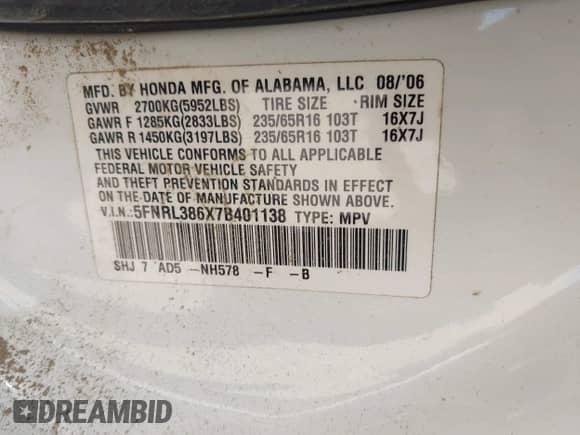 MFD. BY HONDA MFG. OF ALABAMA, LLC 08/'06
GVWR 2700KG(5952LBS) TIRE SIZE RIM SIZE
GAWR F 1285KG(2833LBS) 235/65R16 103T 16X7J
GAWR R 1450KG(3197LBS) 235/65R16 103T 16X7J
THIS VEHICLE CONFORMS TO ALL APPLICABLE
FEDERAL MOTOR VEHICLE SAFETY
AND THEFT PREVENTION STANDARDS IN EFFECT
ON THE DATE OF MANUFACTURE SHOWN ABOVE.
V.I.N.:5FNRL386X7B401138 TYPE: MPV
SHJ 7 AD5 -NH578 -F -B
DREAMBID